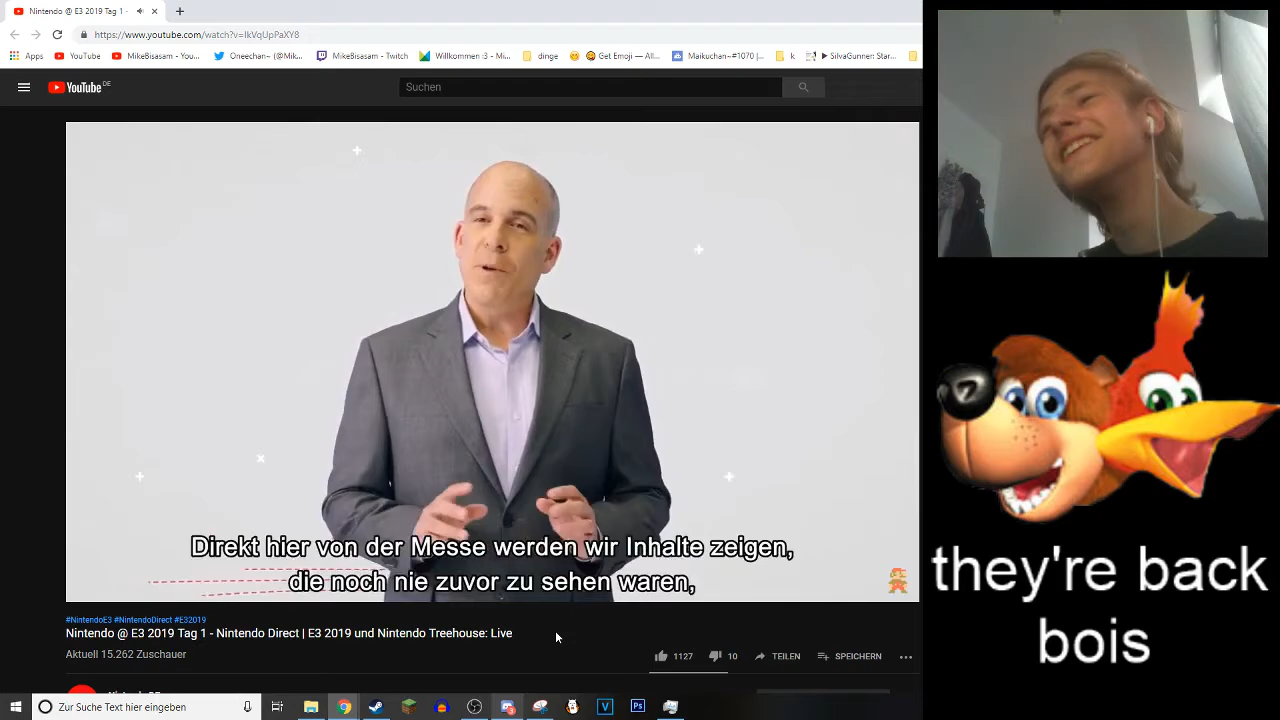 Nintendo @ E3 2019 Tag 1 -
https://www.youtube.com/watch?v=IkVqUpPaXY8
Apps
YouTube
MikeBisasam - You...
Oneechan~ (@Mik...
MikeBisasam - Twitch
Willkommen :3 - M...
dinge
Get Emoji — All...
Maikuchan~#1070 |...
k
SilvaGunner: Star...
YouTube DE
Suchen
Direkt hier von der Messe werden wir Inhalte zeigen,
die noch nie zuvor zu sehen waren,
#NintendoE3 #NintendoDirect #E32019
Nintendo @ E3 2019 Tag 1 - Nintendo Direct | E3 2019 und Nintendo Treehouse: Live
Aktuell 15.262 Zuschauer
1127
10
TEILEN
SPEICHERN
Zur Suche Text hier eingeben
they're back
bois